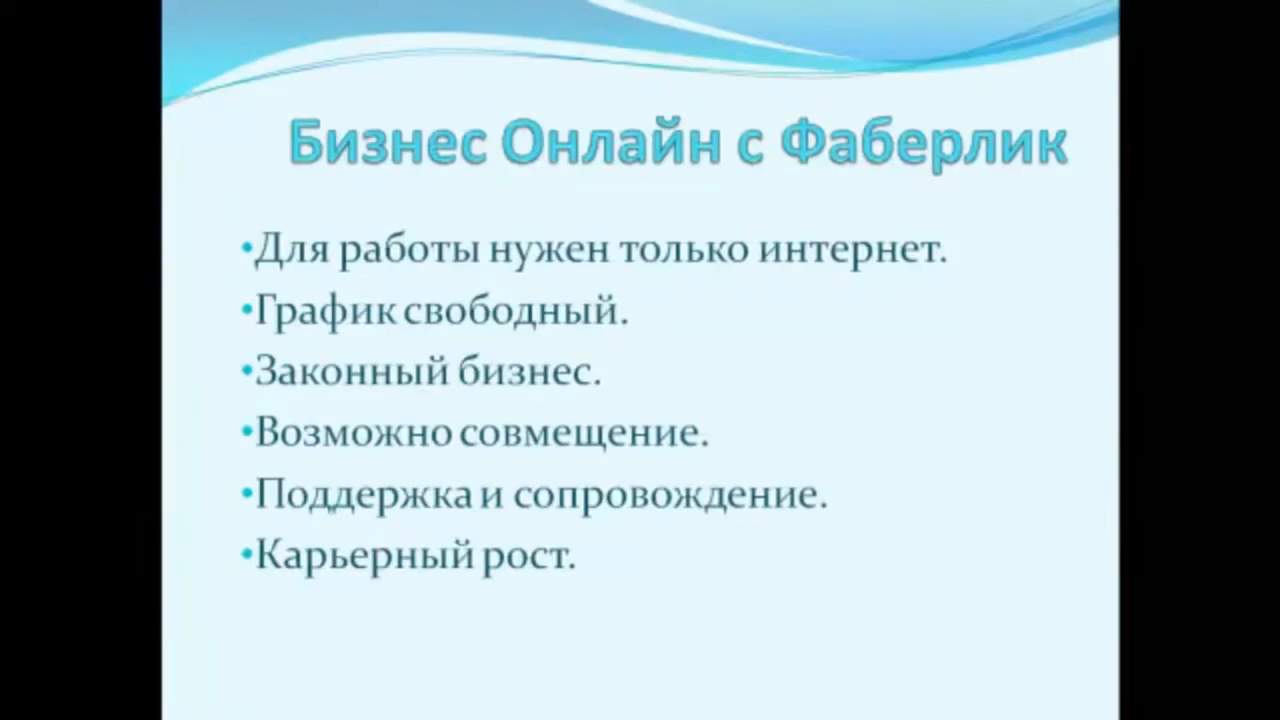 Бизнес Онлайн с Фаберлик
•Для работы нужен только интернет.
•График свободный.
•Законный бизнес.
•Возможно совмещение.
•Поддержка и сопровождение.
•Карьерный рост.